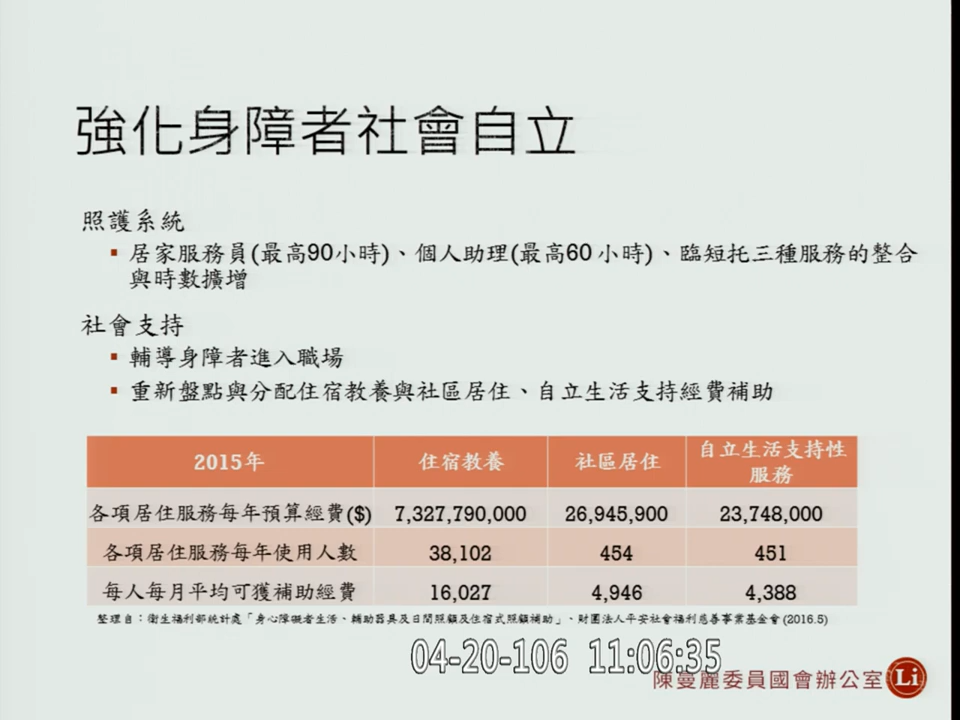 強化身障者社會自立
照護系統
▪ 居家服務員(最高90小時)、個人助理(最高60 小時)、臨短托三種服務的整合
與時數擴增
社會支持
▪ 輔導身障者進入職場
▪ 重新盤點與分配住宿教養與社區居住、自立生活支持經費補助
2015年 住宿教養 社區居住 自立生活支持性
服務
各項居住服務每年預算經費($) 7,327,790,000 26,945,900 23,748,000
各項居住服務每年使用人數 38,102 454 451
每人每月平均可獲補助經費 16,027 4,946 4,388
整理自：衛生福利部統計處「身心障礙者生活、輔助器具及日間照顧及住宿式照顧補助」、財團法人平安社會福利慈善事業基金會 (2016.5)
04-20-106 11:06:35
陳曼麗委員國會辦公室 Li